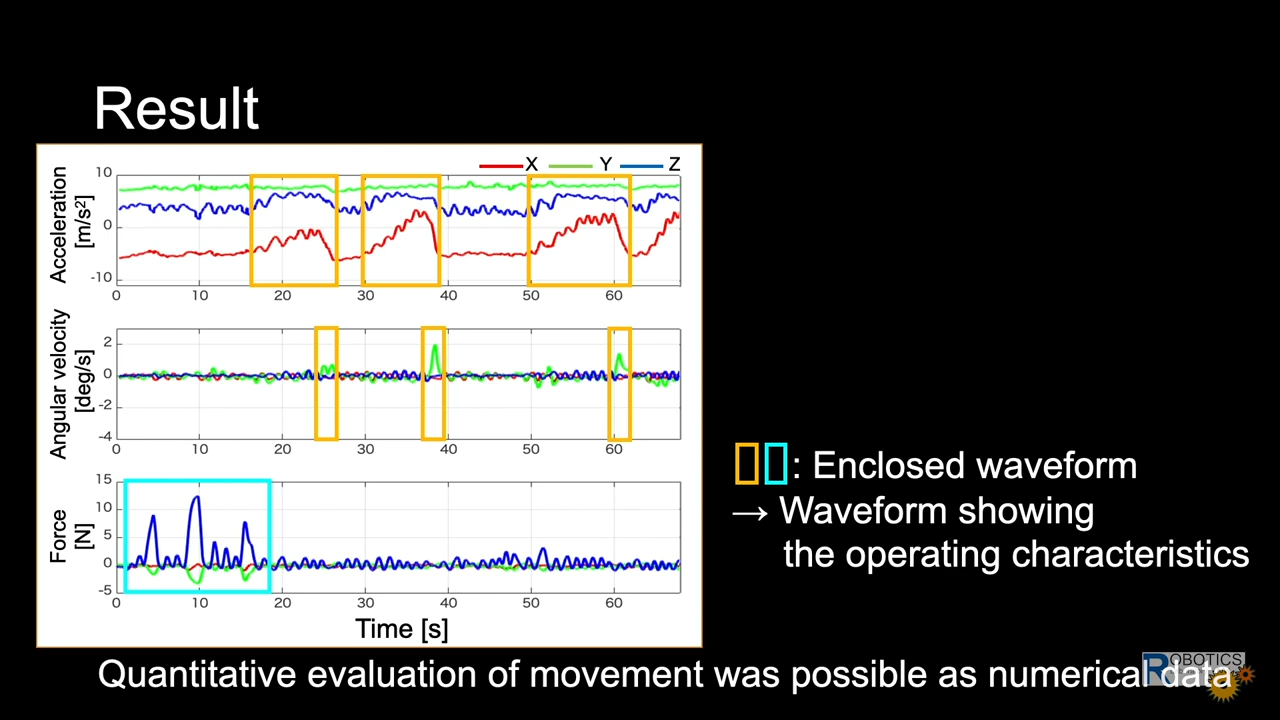 Result
X Y Z
Acceleration
[m/s²]
10
0
-10
0 10 20 30 40 50 60
Angular velocity
[deg/s]
2
0
-2
-4
0 10 20 30 40 50 60
Force
[N]
15
10
5
0
-5
0 10 20 30 40 50 60
Time [s]
: Enclosed waveform
→ Waveform showing
the operating characteristics
Quantitative evaluation of movement was possible as numerical data
ROBOTICS